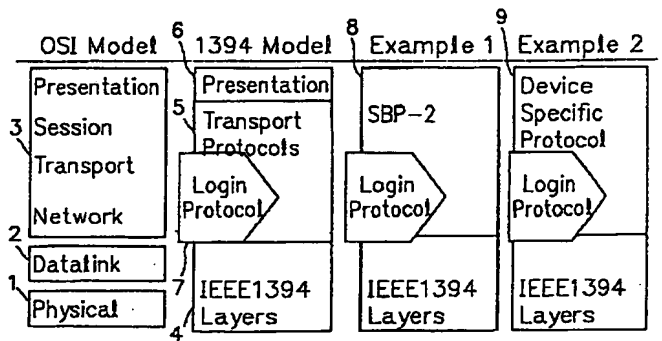 OSI Model 1394 Model Example 1 Example 2
6 8 9
Presentation
Session
Transport
Network
3
2
Datalink
1
Physical
Presentation
5
Transport
Protocols
Login
Protocol
7
4
IEEE1394
Layers
SBP-2
Login
Protocol
IEEE1394
Layers
Device
Specific
Protocol
Login
Protocol
IEEE1394
Layers